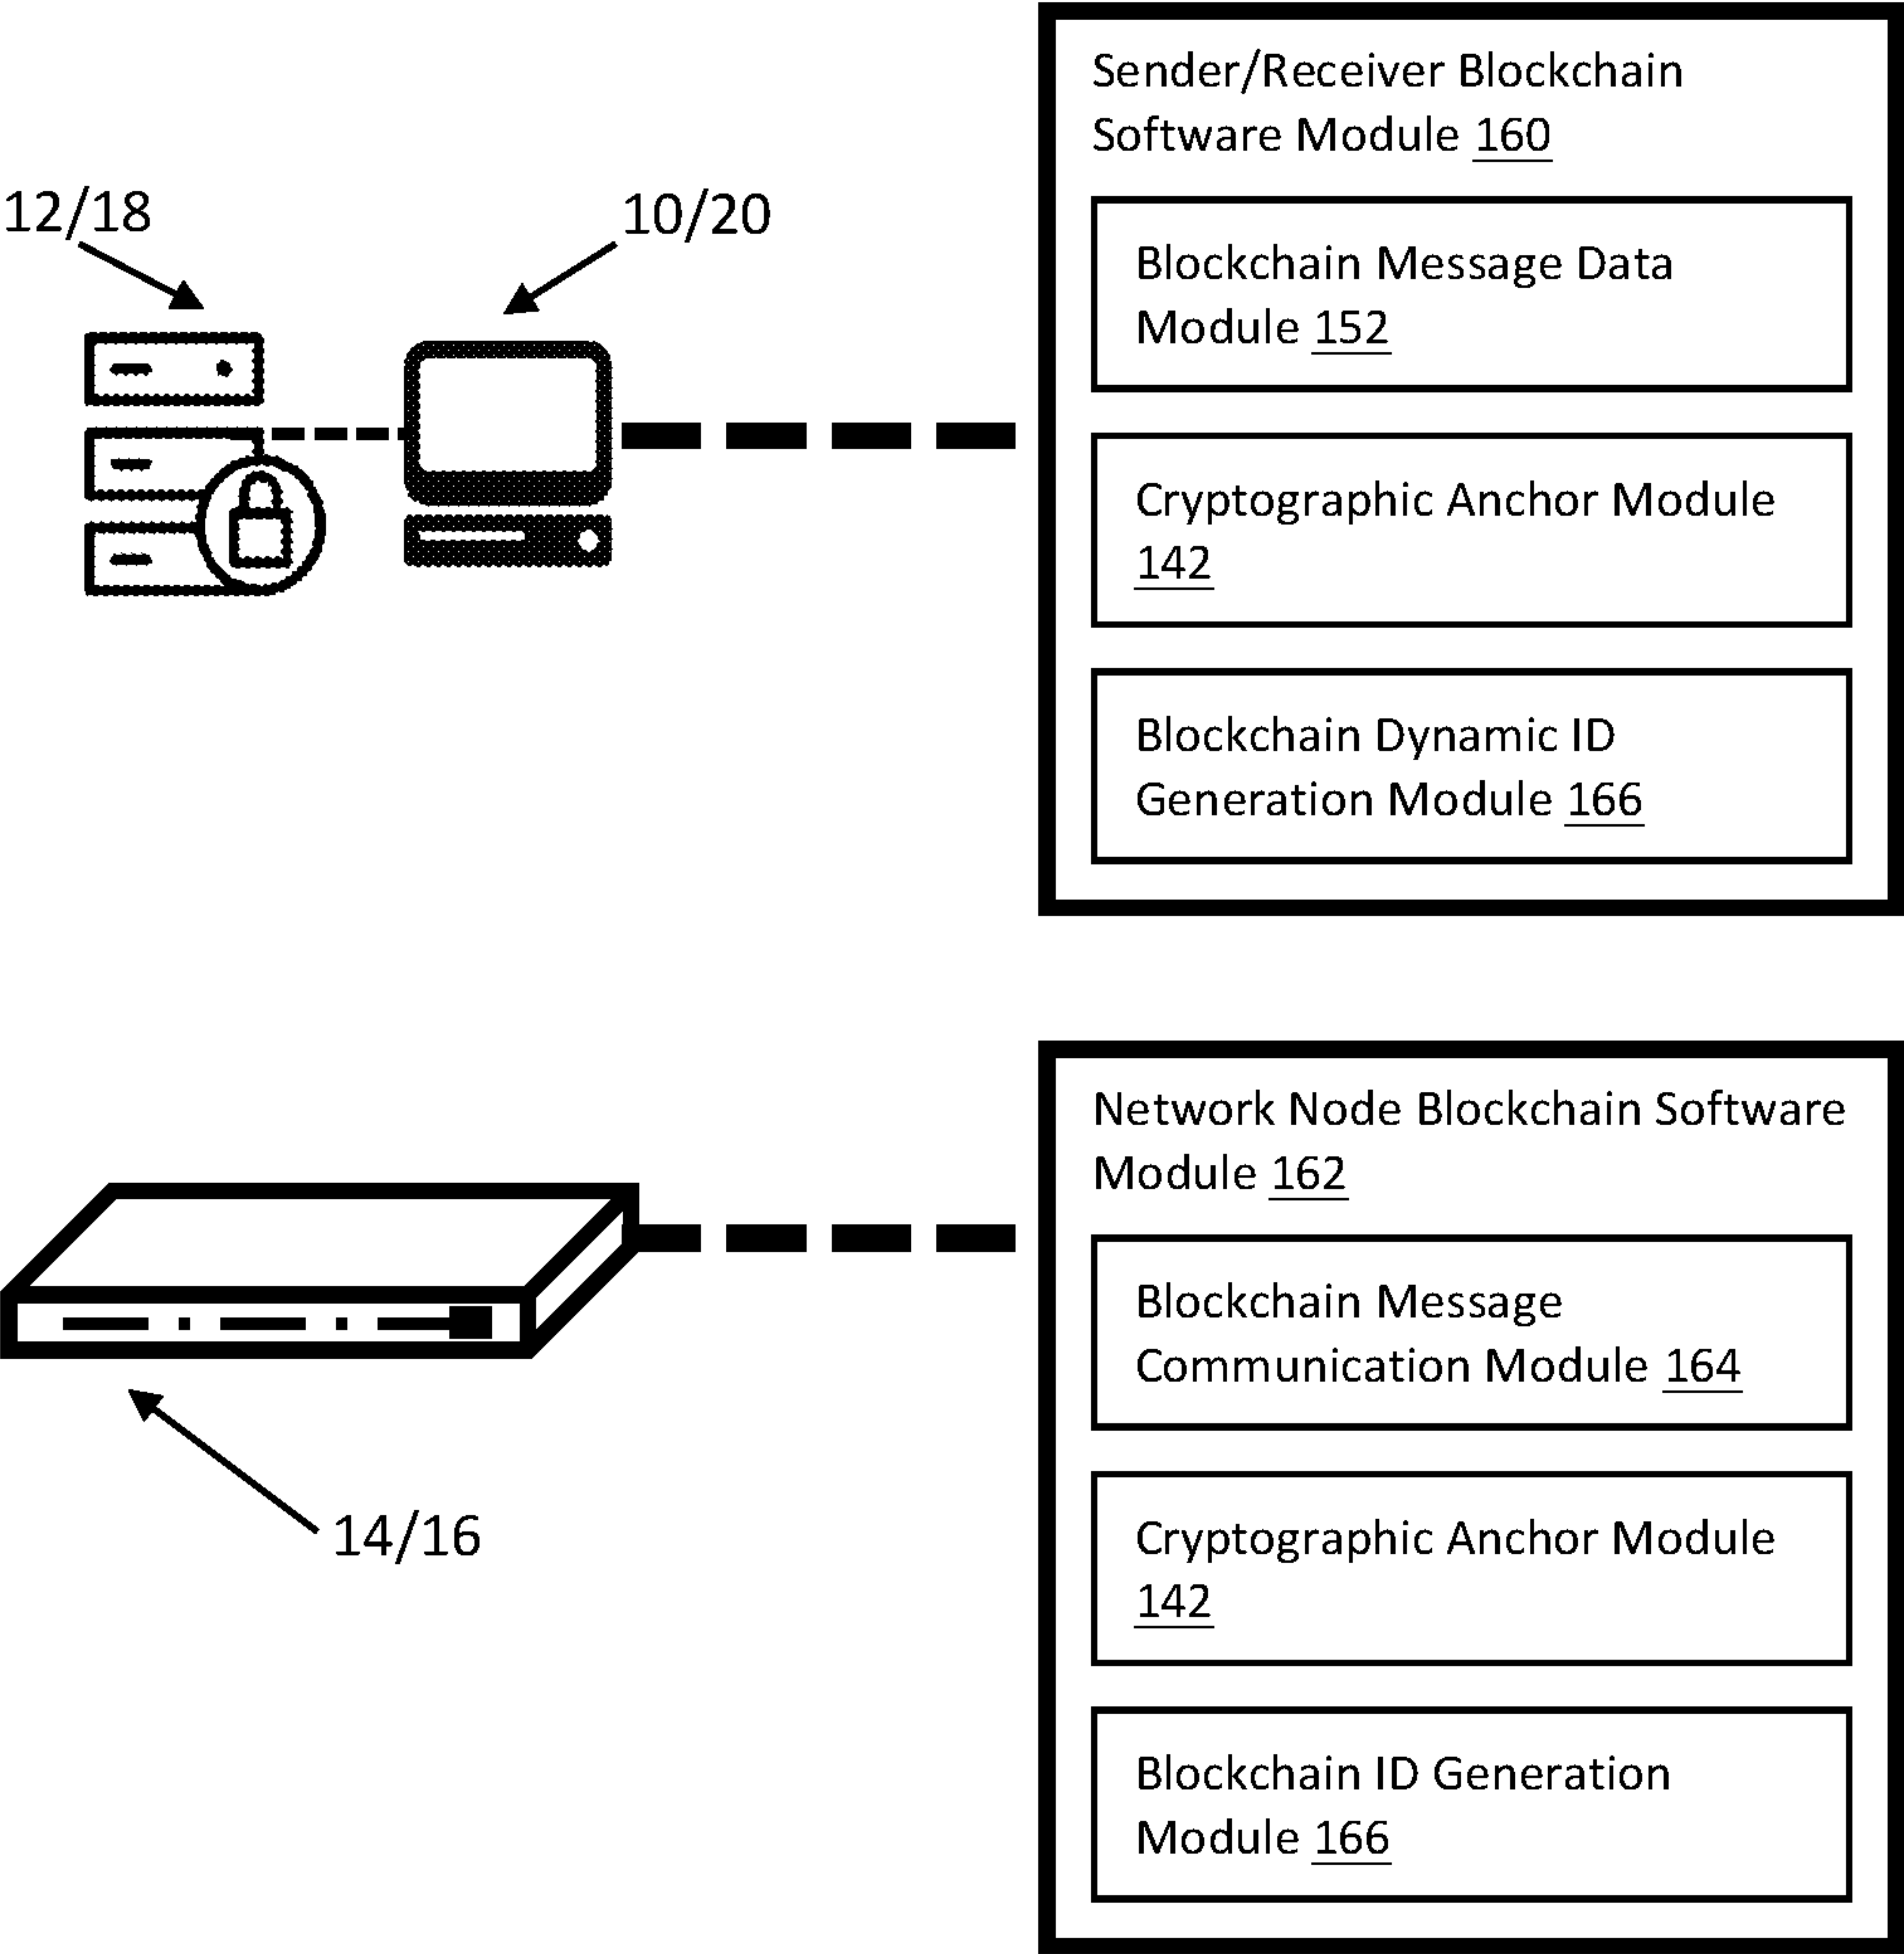 12/18
10/20
Sender/Receiver Blockchain
Software Module 160
Blockchain Message Data
Module 152
Cryptographic Anchor Module
142
Blockchain Dynamic ID
Generation Module 166
14/16
Network Node Blockchain Software
Module 162
Blockchain Message
Communication Module 164
Cryptographic Anchor Module
142
Blockchain ID Generation
Module 166